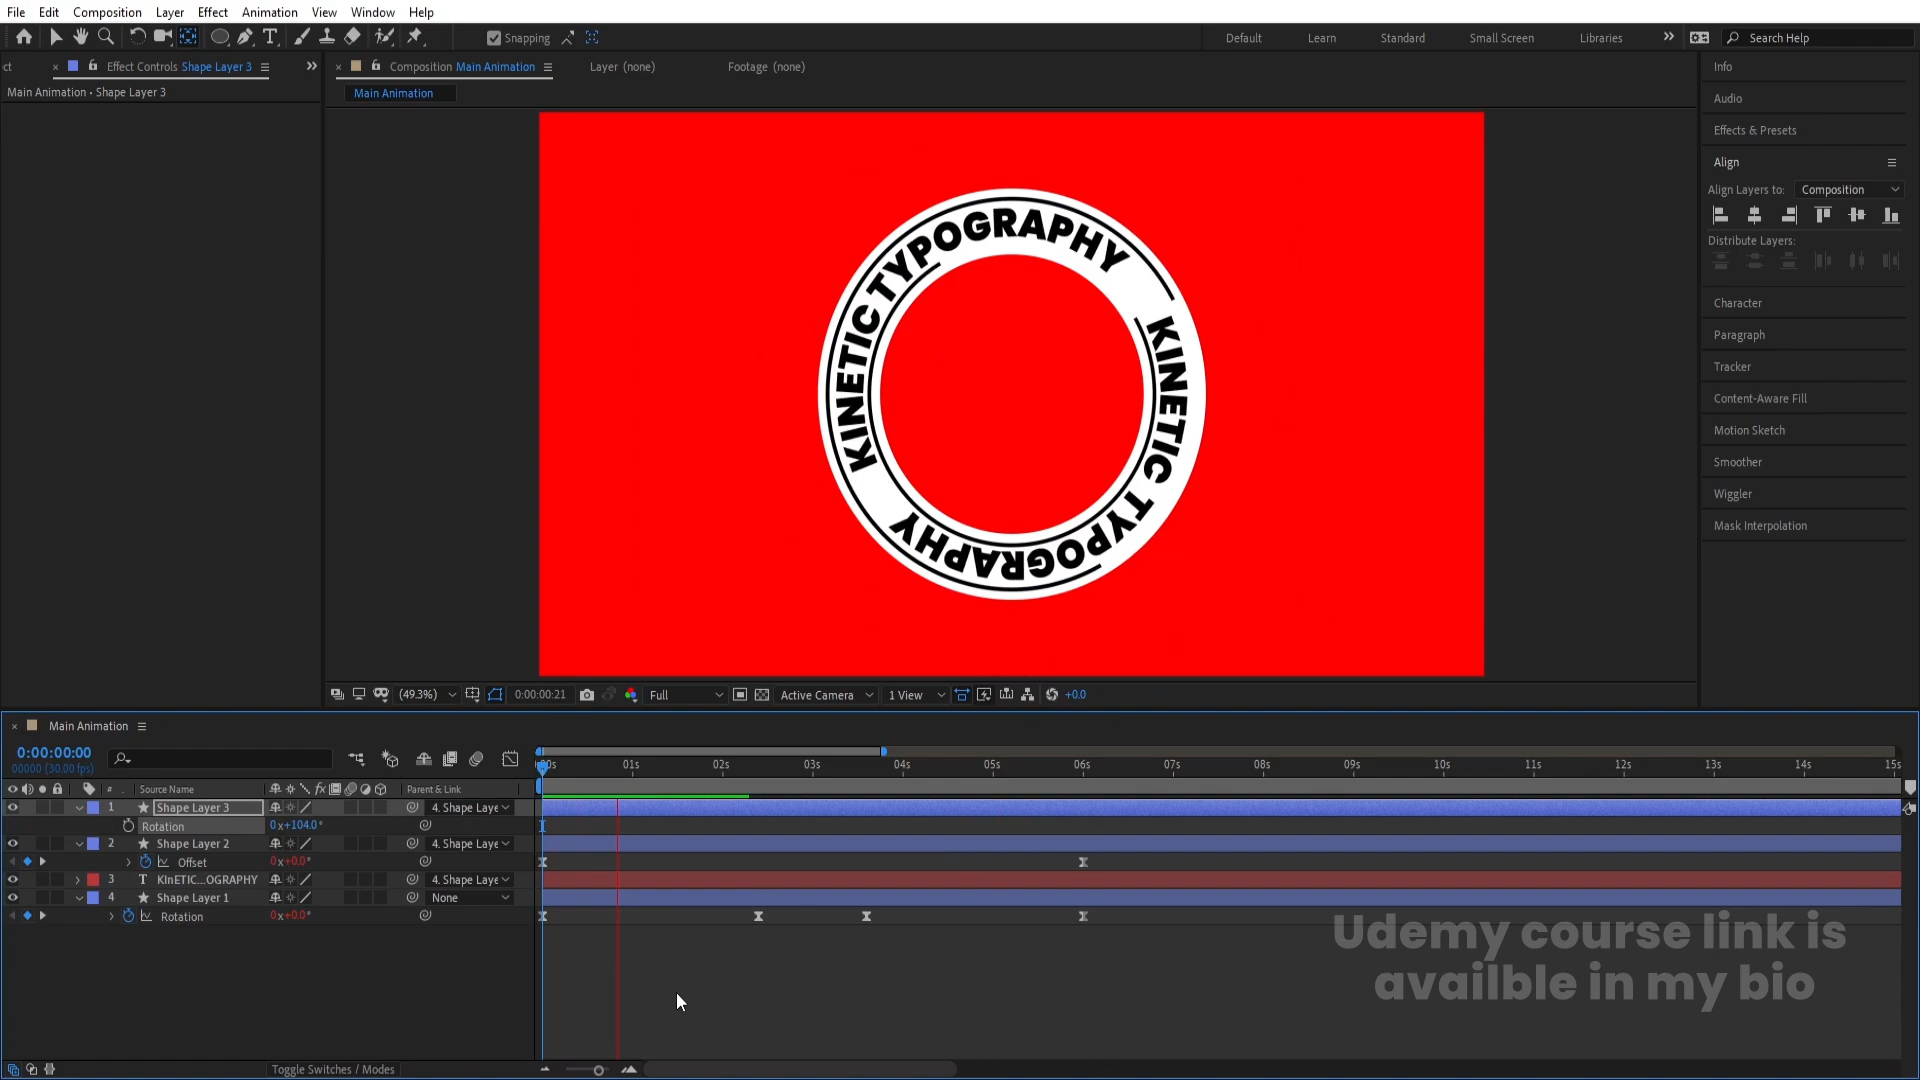 File Edit Composition Layer Effect Animation View Window Help
Snapping
Default Learn Standard Small Screen Libraries Search Help
ct Effect Controls Shape Layer 3
Composition Main Animation Layer (none) Footage (none)
Main Animation • Shape Layer 3
Main Animation
Info
Audio
Effects & Presets
Align
Align Layers to: Composition
Distribute Layers:
Character
Paragraph
Tracker
Content-Aware Fill
Motion Sketch
Smoother
Wiggler
Mask Interpolation
KINETIC TYPOGRAPHY
KINETIC TYPOGRAPHY
(49.3%) 0:00:00:21 Full Active Camera 1 View +0.0
Main Animation
0:00:00:00
00000 (30.00 fps)
:00s 01s 02s 03s 04s 05s 06s 07s 08s 09s 10s 11s 12s 13s 14s 15s
# Source Name fx Parent & Link
1 Shape Layer 3 4. Shape Laye
Rotation 0x+104.0°
2 Shape Layer 2 4. Shape Laye
Offset 0x+0.0°
3 T KInETIC...OGRAPHY 4. Shape Laye
4 Shape Layer 1 None
Rotation 0x+0.0°
Udemy course link is
availble in my bio
Toggle Switches / Modes